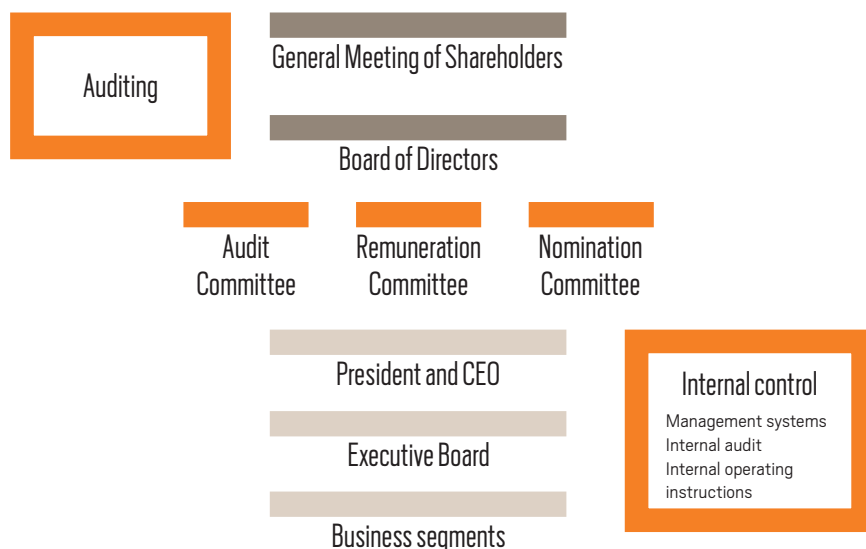 General Meeting of Shareholders
Auditing
Board of Directors
Audit
Committee
Remuneration
Committee
Nomination
Committee
President and CEO
Internal control
Management systems
Internal audit
Internal operating
instructions
Executive Board
Business segments